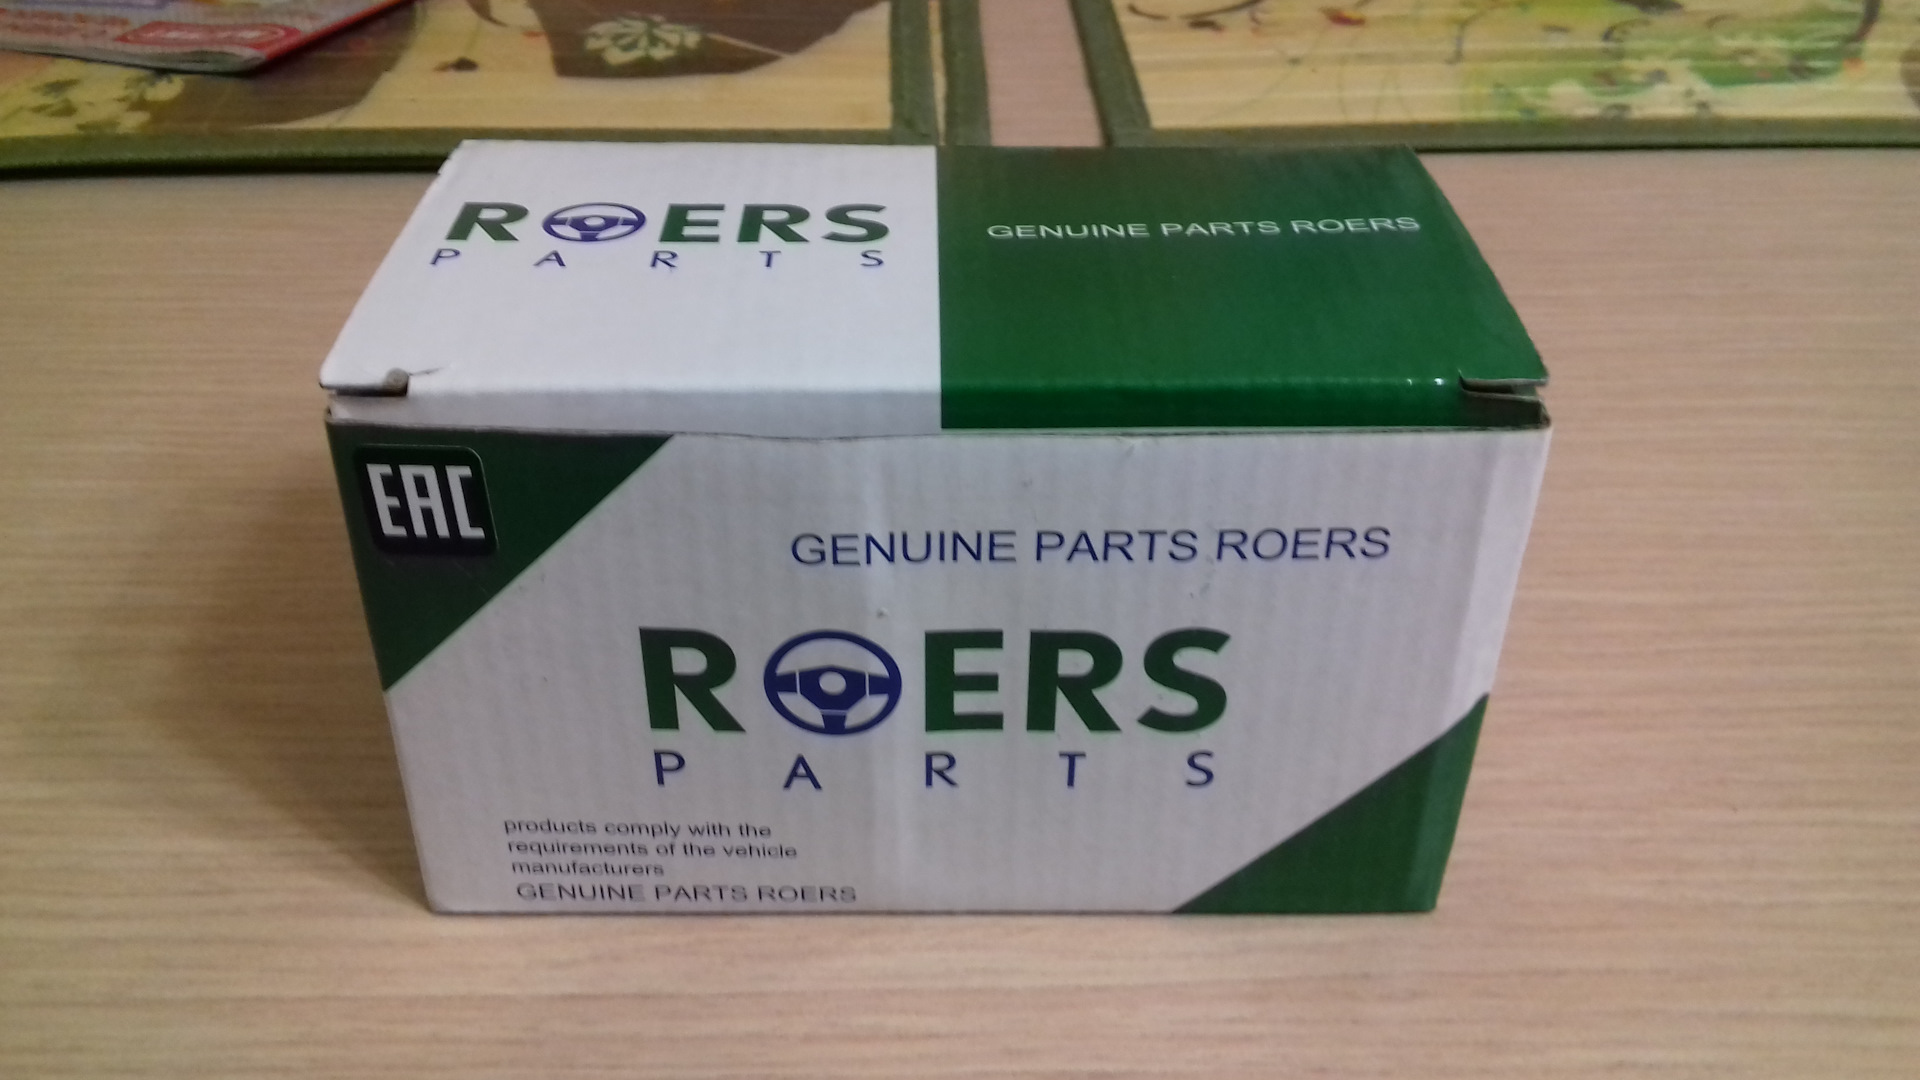 ROERS
PARTS
GENUINE PARTS ROERS
EAC
GENUINE PARTS ROERS
ROERS
PARTS
products comply with the
requirements of the vehicle
manufacturers
GENUINE PARTS ROERS